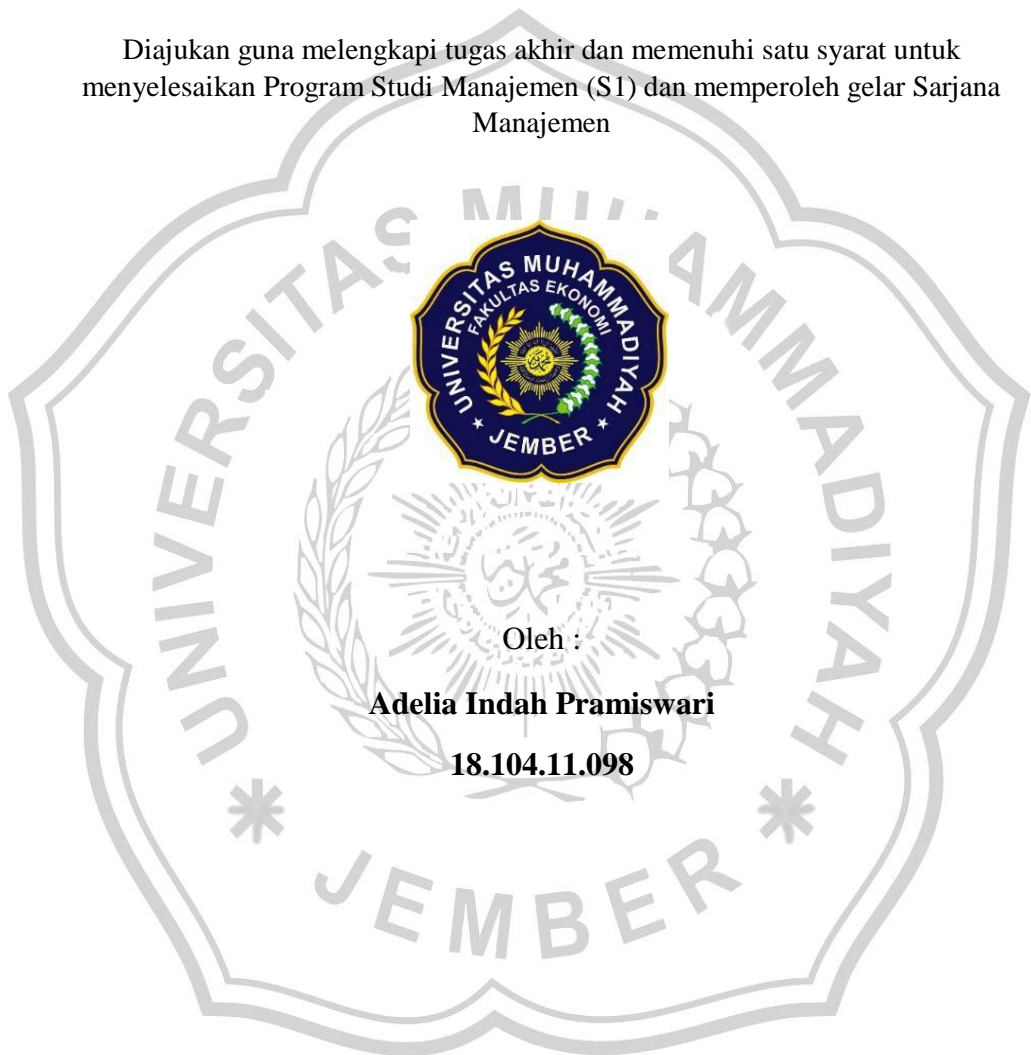 Diajukan guna melengkapi tugas akhir dan memenuhi satu syarat untuk
menyelesaikan Program Studi Manajemen (S1) dan memperoleh gelar Sarjana
Manajemen
UNIVERSITAS MUHAMMADIYAH
FAKULTAS EKONOMI
* JEMBER *
Oleh :
Adelia Indah Pramiswari
18.104.11.098
UNIVERSITAS MUHAMMADIYAH
* JEMBER *